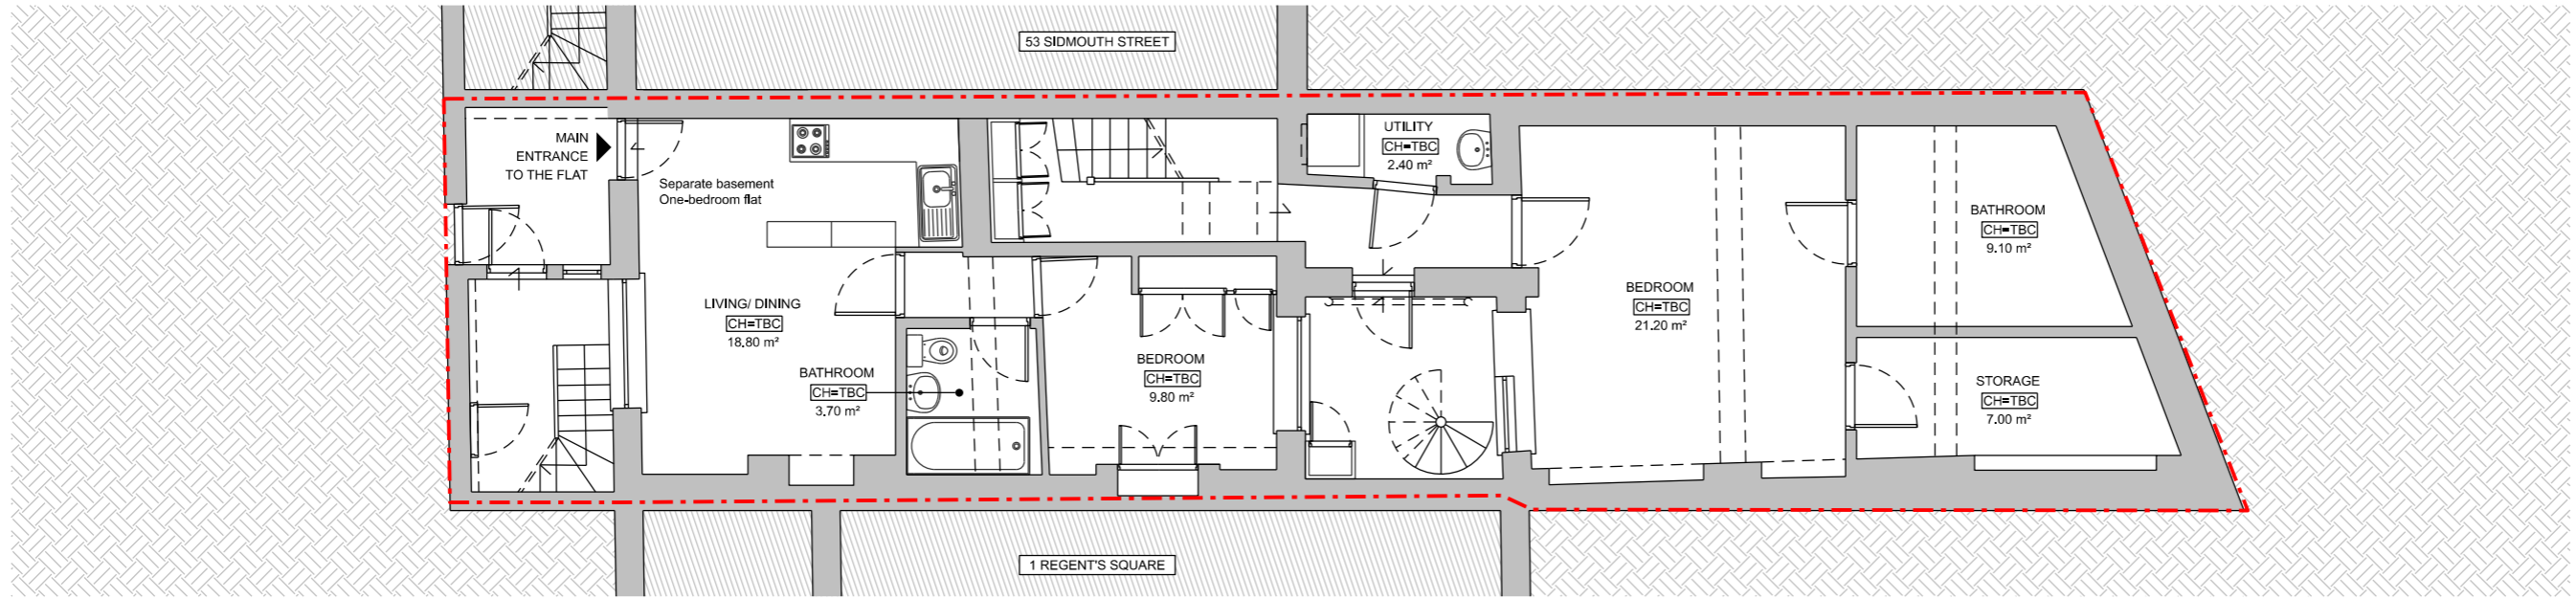 53 SIDMOUTH STREET
MAIN
ENTRANCE
TO THE FLAT
Separate basement
One-bedroom flat
UTILITY
CH=TBC
2.40 m²
LIVING/ DINING
CH=TBC
18.80 m²
BATHROOM
CH=TBC
3.70 m²
BEDROOM
CH=TBC
9.80 m²
BEDROOM
CH=TBC
21.20 m²
BATHROOM
CH=TBC
9.10 m²
STORAGE
CH=TBC
7.00 m²
1 REGENT'S SQUARE